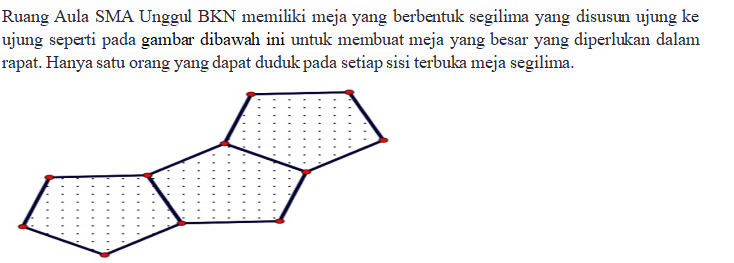 Ruang Aula SMA Unggul BKN memiliki meja yang berbentuk segilima yang disusun ujung ke
ujung seperti pada gambar dibawah ini untuk membuat meja yang besar yang diperlukan dalam
rapat. Hanya satu orang yang dapat duduk pada setiap sisi terbuka meja segilima.